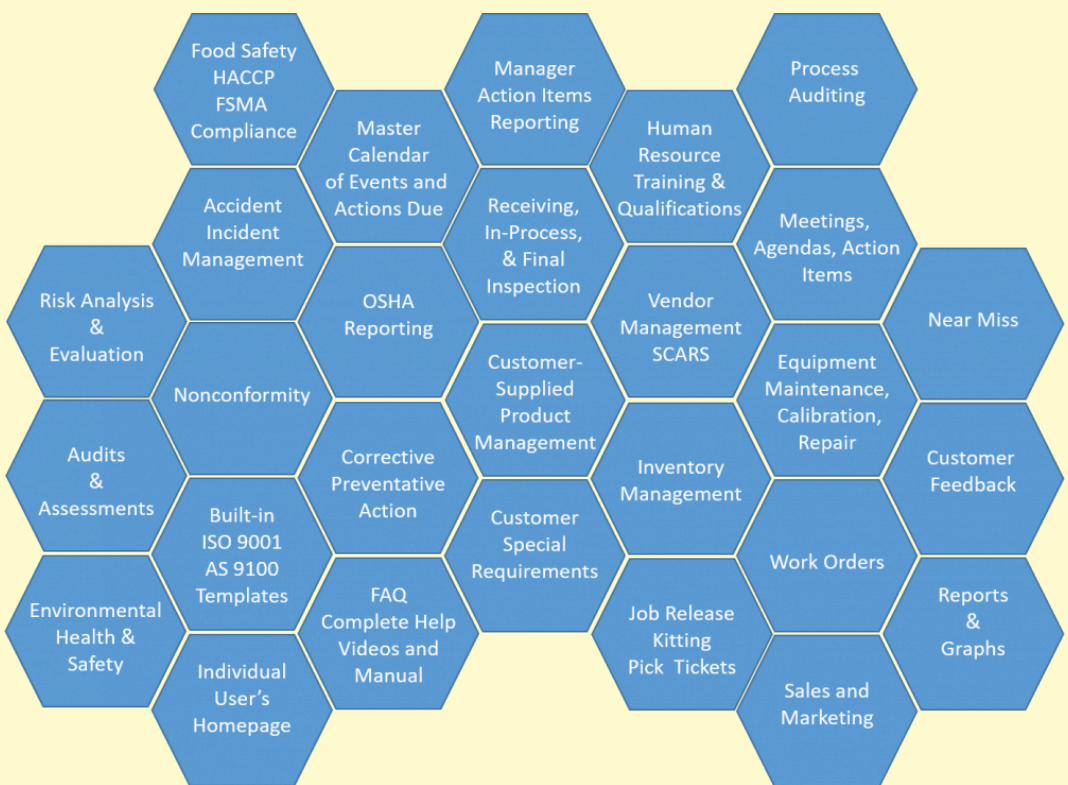 Food Safety
HACCP
FSMA
Compliance
Manager
Action Items
Reporting
Process
Auditing
Master
Calendar
of Events and
Actions Due
Human
Resource
Training &
Qualifications
Accident
Incident
Management
Receiving,
In-Process,
& Final
Inspection
Meetings,
Agendas, Action
Items
Risk Analysis
&
Evaluation
OSHA
Reporting
Vendor
Management
SCARS
Near Miss
Nonconformity
Customer-
Supplied
Product
Management
Equipment
Maintenance,
Calibration,
Repair
Audits
&
Assessments
Corrective
Preventative
Action
Inventory
Management
Customer
Feedback
Built-in
ISO 9001
AS 9100
Templates
Customer
Special
Requirements
Work Orders
Environmental
Health &
Safety
FAQ
Complete Help
Videos and
Manual
Job Release
Kitting
Pick Tickets
Reports
&
Graphs
Individual
User’s
Homepage
Sales and
Marketing